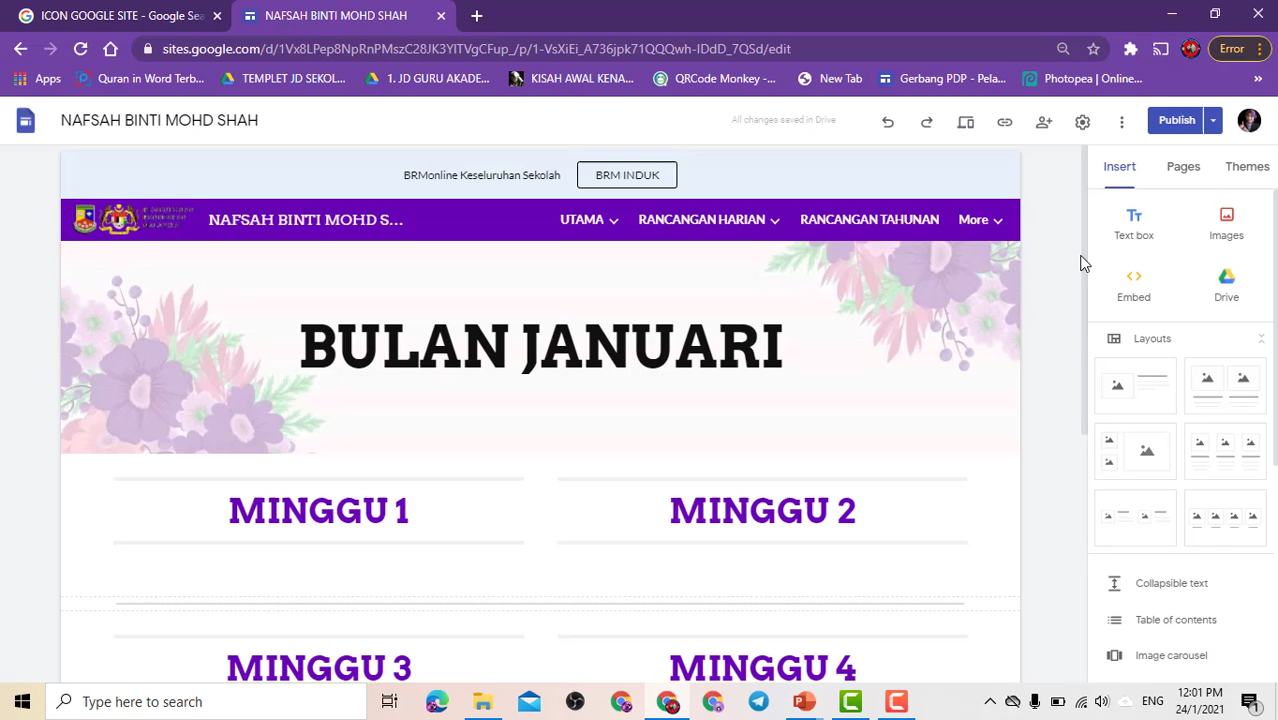 ICON GOOGLE SITE - Google Sea
NAFSAH BINTI MOHD SHAH
sites.google.com/d/1Vx8LPep8NpRnPMszC28JK3YlTVgCFup_/p/1-VsXiEi_A736jpk71QQQwh-IDdD_7QSd/edit
Error
Apps
Quran in Word Terb...
TEMPLET JD SEKOL...
1. JD GURU AKADE...
KISAH AWAL KENA...
QRCode Monkey -...
New Tab
Gerbang PDP - Pela...
Photopea | Online...
NAFSAH BINTI MOHD SHAH
All changes saved in Drive
Publish
BRMonline Keseluruhan Sekolah
BRM INDUK
Insert
Pages
Themes
NAFSAH BINTI MOHD S...
UTAMA
RANCANGAN HARIAN
RANCANGAN TAHUNAN
More
Text box
Images
Embed
Drive
BULAN JANUARI
Layouts
MINGGU 1
MINGGU 2
Collapsible text
Table of contents
MINGGU 3
MINGGU 4
Image carousel
Type here to search
ENG
12:01 PM
24/1/2021
1